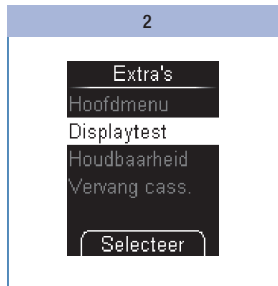 2
Extra's
Hoofdmenu
Displaytest
Houdbaarheid
Vervang cass.
Selecteer